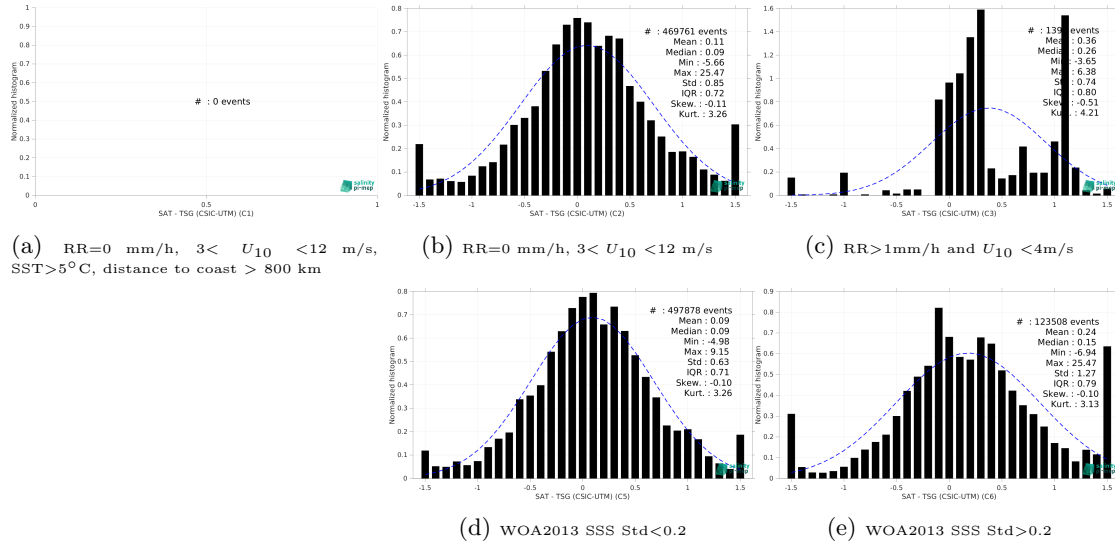 Normalized histogram
1
0.9
0.8
0.7
0.6
0.5
0.4
0.3
0.2
0.1
0
# : 0 events
0 0.5 1
SAT - TSG (CSIC-UTM) (C1)
salinity
(a) RR=0 mm/h, 3< U10 <12 m/s,
SST>5°C, distance to coast > 800 km
Normalized histogram
0.8
0.7
0.6
0.5
0.4
0.3
0.2
0.1
0
# : 469761 events
Mean : 0.11
Median : 0.09
Min : -5.66
Max : 25.47
Std : 0.85
IQR : 0.72
Skew. : -0.11
Kurt. : 3.26
-1.5 -1 -0.5 0 0.5 1 1.5
SAT - TSG (CSIC-UTM) (C2)
(b) RR=0 mm/h, 3< U10 <12 m/s
Normalized histogram
1.6
1.4
1.2
1
0.8
0.6
0.4
0.2
0
events
: 0.36
Median : 0.26
: -3.65
: 6.38
Std : 0.74
IQR : 0.80
: -0.51
Kurt. : 4.21
-1.5 -1 -0.5 0 0.5 1 1.5
SAT - TSG (CSIC-UTM) (C3)
(c) RR>1mm/h and U10 <4m/s
Normalized histogram
0.8
0.7
0.6
0.5
0.4
0.3
0.2
0.1
0
# : 497878 events
Mean : 0.09
Median : 0.09
Min : -4.98
Max : 9.15
Std : 0.63
IQR : 0.71
Skew. : -0.10
Kurt. : 3.26
-1.5 -1 -0.5 0 0.5 1 1.5
SAT - TSG (CSIC-UTM) (C5)
(d) WOA2013 SSS Std<0.2
Normalized histogram
0.9
0.8
0.7
0.6
0.5
0.4
0.3
0.2
0.1
0
# : 123508 events
Mean : 0.24
Median : 0.15
Min : -6.94
Max : 25.47
Std : 1.27
IQR : 0.79
Skew. : -0.10
Kurt. : 3.13
-1.5 -1 -0.5 0 0.5 1 1.5
SAT - TSG (CSIC-UTM) (C6)
(e) WOA2013 SSS Std>0.2